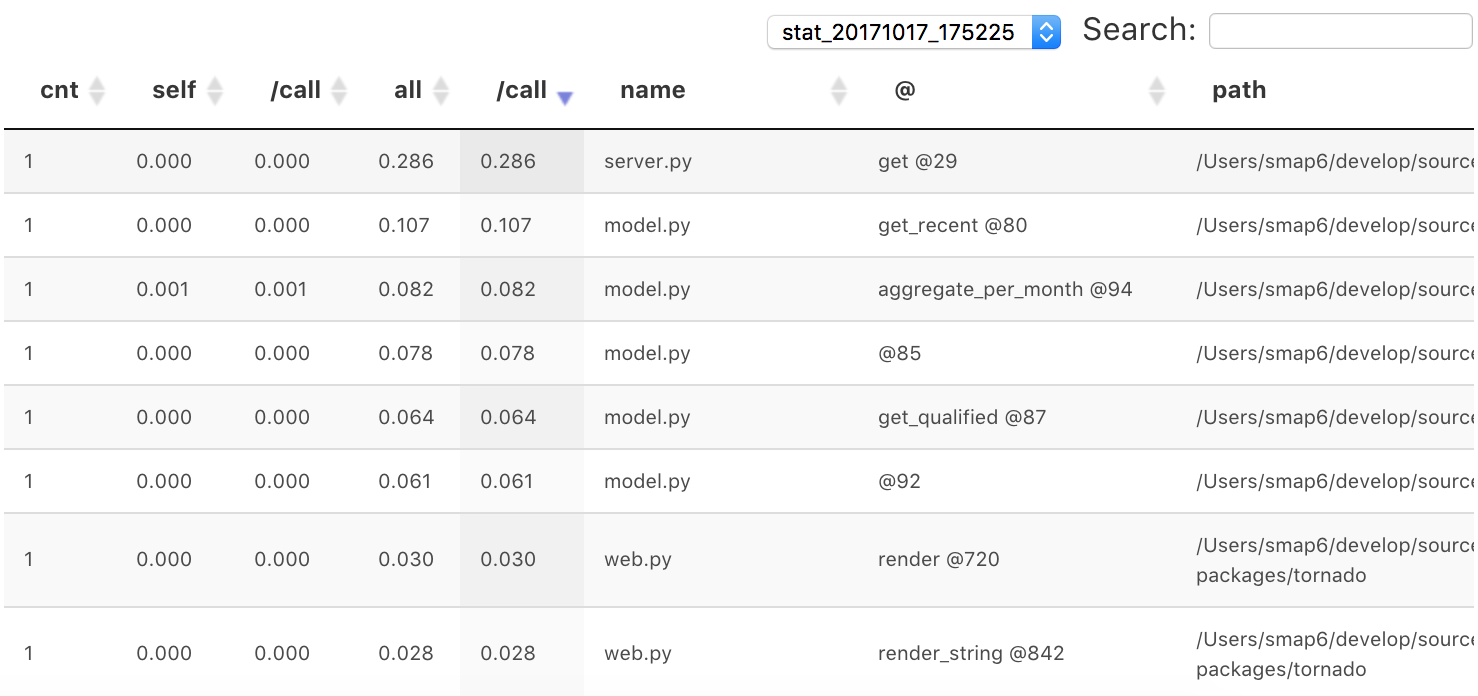 stat_20171017_175225 Search:
cnt self /call all /call name @ path
1 0.000 0.000 0.286 0.286 server.py get @29 /Users/smap6/develop/source
1 0.000 0.000 0.107 0.107 model.py get_recent @80 /Users/smap6/develop/source
1 0.001 0.001 0.082 0.082 model.py aggregate_per_month @94 /Users/smap6/develop/source
1 0.000 0.000 0.078 0.078 model.py @85 /Users/smap6/develop/source
1 0.000 0.000 0.064 0.064 model.py get_qualified @87 /Users/smap6/develop/source
1 0.000 0.000 0.061 0.061 model.py @92 /Users/smap6/develop/source
1 0.000 0.000 0.030 0.030 web.py render @720 /Users/smap6/develop/source
packages/tornado
1 0.000 0.000 0.028 0.028 web.py render_string @842 /Users/smap6/develop/source
packages/tornado